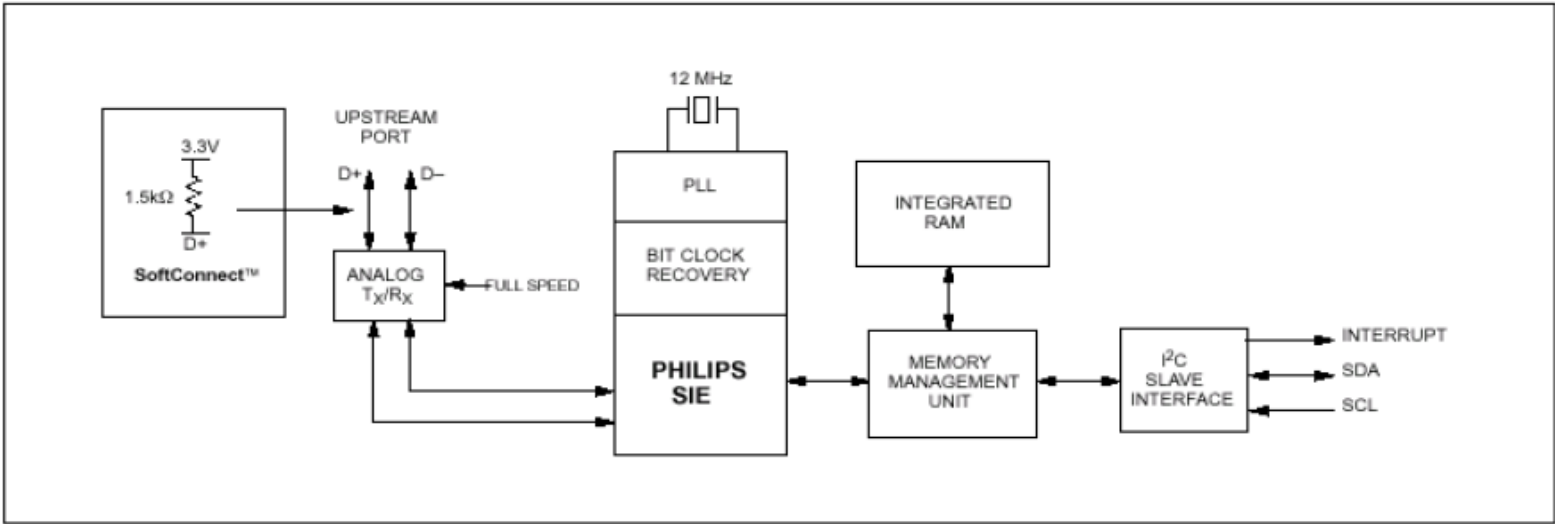 12 MHz
UPSTREAM
PORT
3.3V
1.5kΩ
D+
SoftConnect™
D+
D–
ANALOG
TX/RX
FULL SPEED
PLL
BIT CLOCK
RECOVERY
PHILIPS
SIE
INTEGRATED
RAM
MEMORY
MANAGEMENT
UNIT
I²C
SLAVE
INTERFACE
INTERRUPT
SDA
SCL